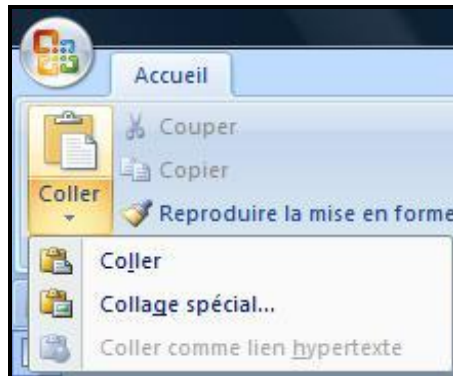 Accueil
Couper
Copier
Coller
Reproduire la mise en forme
Coller
Collage spécial...
Coller comme lien hypertexte